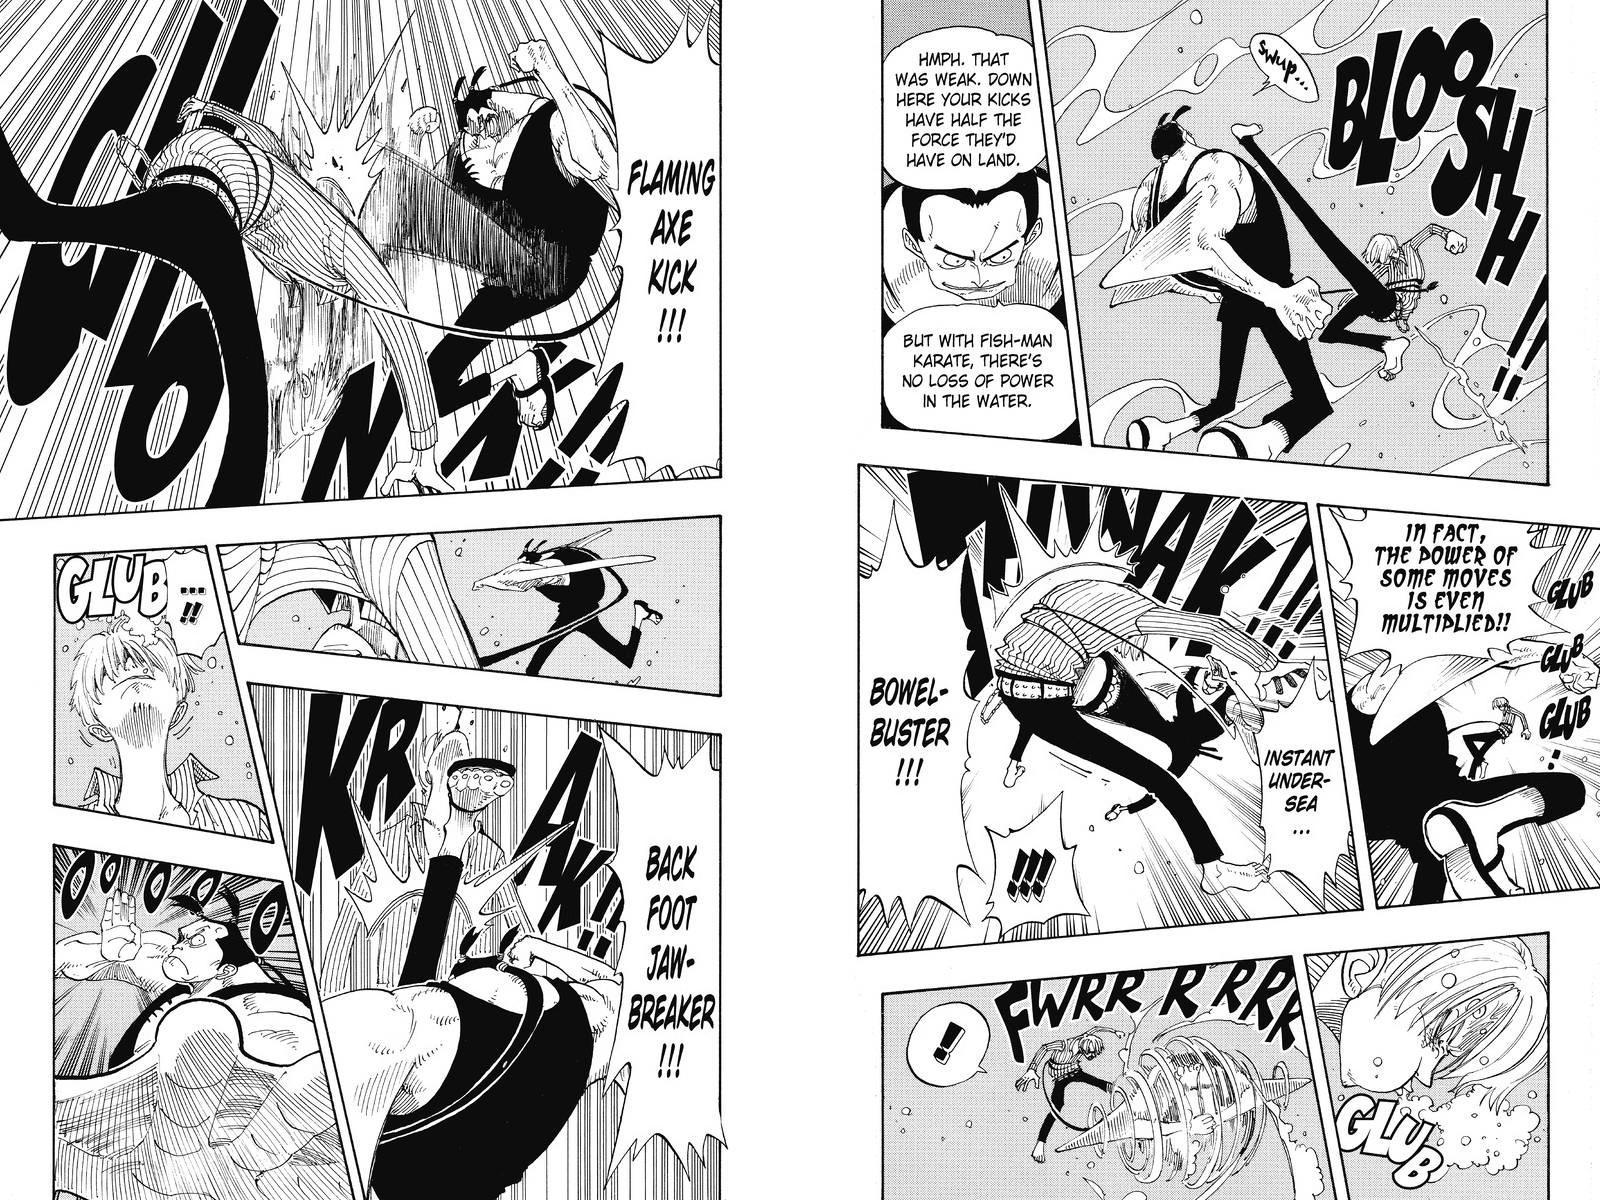 SWUP...
BLOOSHH!!
HMPH. THAT
WAS WEAK. DOWN
HERE YOUR KICKS
HAVE HALF THE
FORCE THEY'D
HAVE ON LAND.
BUT WITH FISH-MAN
KARATE, THERE'S
NO LOSS OF POWER
IN THE WATER.
IN FACT,
THE POWER OF
SOME MOVES
IS EVEN
MULTIPLIED!!
GLUB
GLUB
GLUB
INSTANT
UNDER-
SEA
...
!!!
BOWEL-
BUSTER
!!!
GLUB
FWRRR'R'RRR
!
FLAMING
AXE
KICK
!!!
...
!!
GLUB
BACK
FOOT
JAW-
BREAKER
!!!
KRRAAK!!
OOOOO